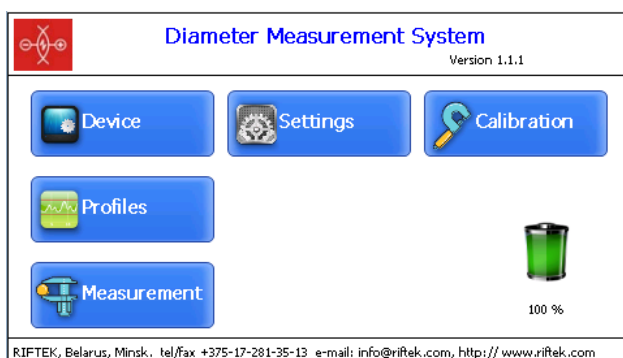 Diameter Measurement System
Version 1.1.1
Device
Settings
Calibration
Profiles
Measurement
100 %
RIFTEK, Belarus, Minsk. tel/fax +375-17-281-35-13 e-mail: info@riftek.com, http:// www.riftek.com